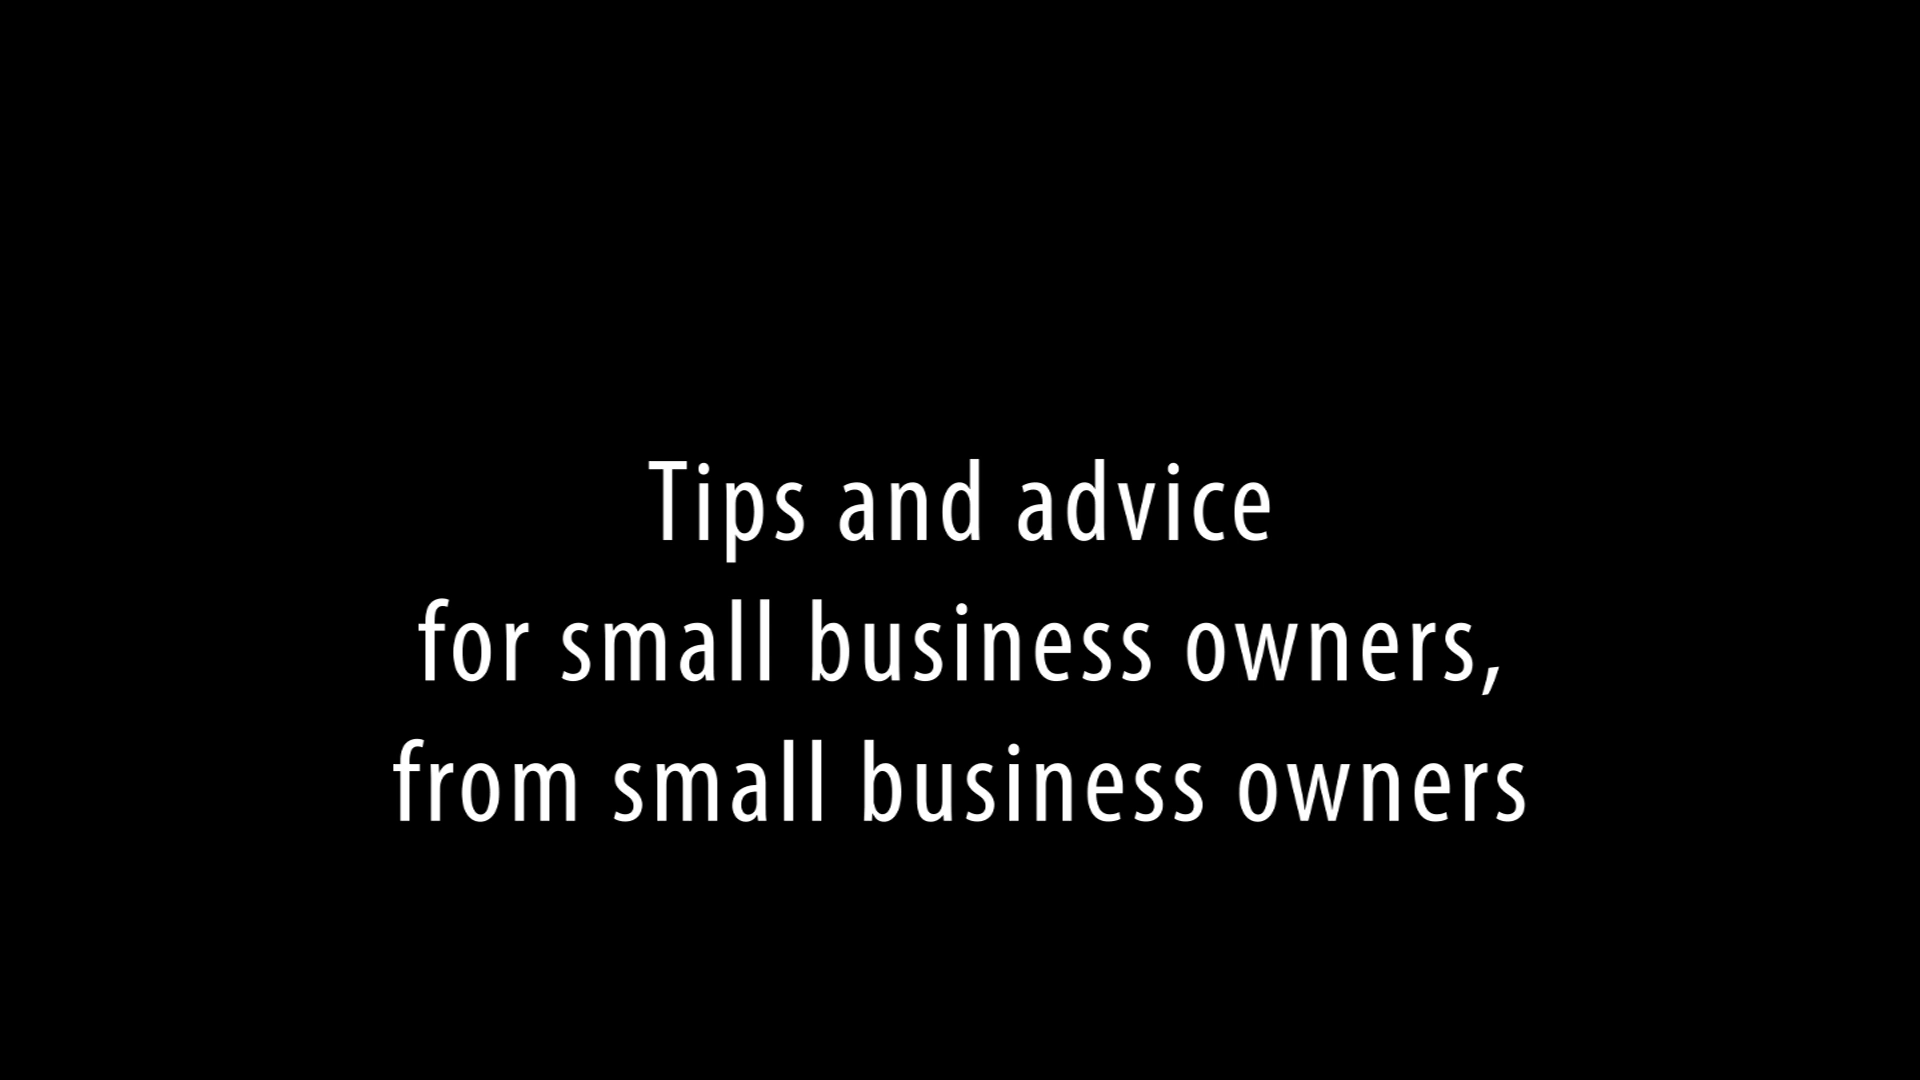 Tips and advice
for small business owners,
from small business owners